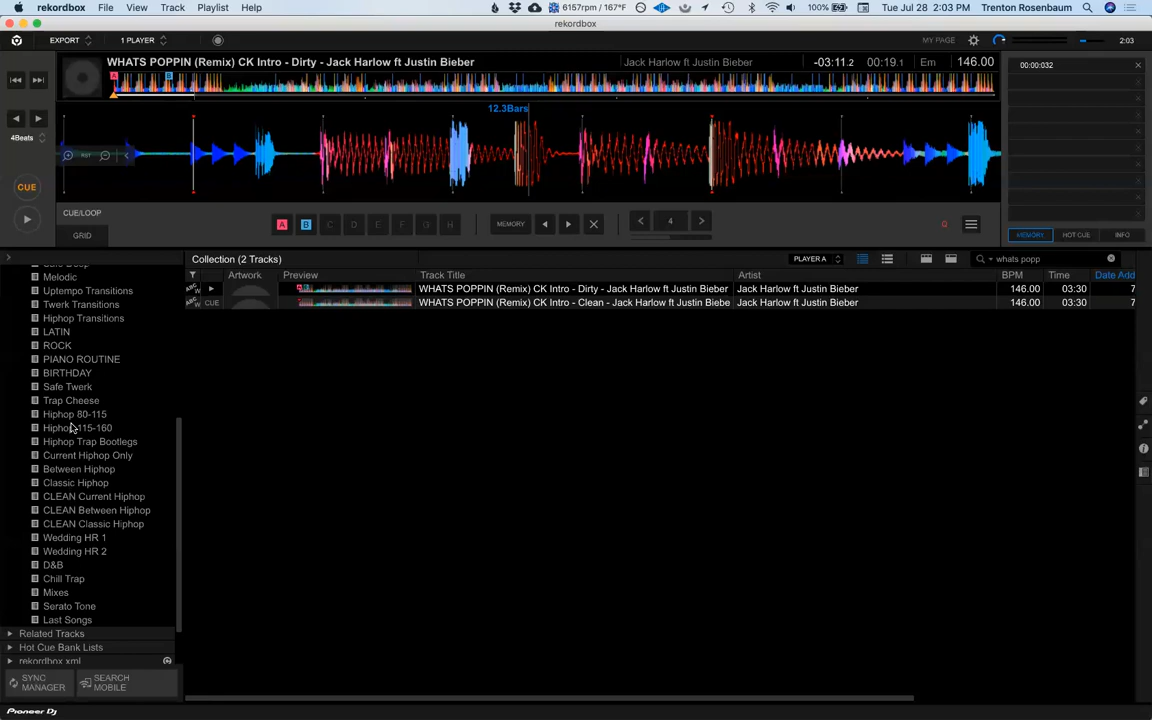 rekordbox File View Track Playlist Help 6157rpm / 167°F 100% Tue Jul 28 2:03 PM Trenton Rosenbaum
rekordbox
EXPORT 1 PLAYER MY PAGE 2:03
WHATS POPPIN (Remix) CK Intro - Dirty - Jack Harlow ft Justin Bieber Jack Harlow ft Justin Bieber -03:11.2 00:19.1 Em 146.00 00:00:032
A B
12.3Bars
4Beats
RST
CUE
CUE/LOOP
A B C D E F G H MEMORY 4
GRID MEMORY HOT CUE INFO
Collection (2 Tracks) PLAYER A whats popp
Artwork Preview Track Title Artist BPM Time Date Add
WHATS POPPIN (Remix) CK Intro - Dirty - Jack Harlow ft Justin Bieber Jack Harlow ft Justin Bieber 146.00 03:30 7
CUE WHATS POPPIN (Remix) CK Intro - Clean - Jack Harlow ft Justin Biebe Jack Harlow ft Justin Bieber 146.00 03:30 7
Melodic
Uptempo Transitions
Twerk Transitions
Hiphop Transitions
LATIN
ROCK
PIANO ROUTINE
BIRTHDAY
Safe Twerk
Trap Cheese
Hiphop 80-115
Hiphop 115-160
Hiphop Trap Bootlegs
Current Hiphop Only
Between Hiphop
Classic Hiphop
CLEAN Current Hiphop
CLEAN Between Hiphop
CLEAN Classic Hiphop
Wedding HR 1
Wedding HR 2
D&B
Chill Trap
Mixes
Serato Tone
Last Songs
Related Tracks
Hot Cue Bank Lists
rekordbox xml
SYNC MANAGER SEARCH MOBILE
Pioneer Dj